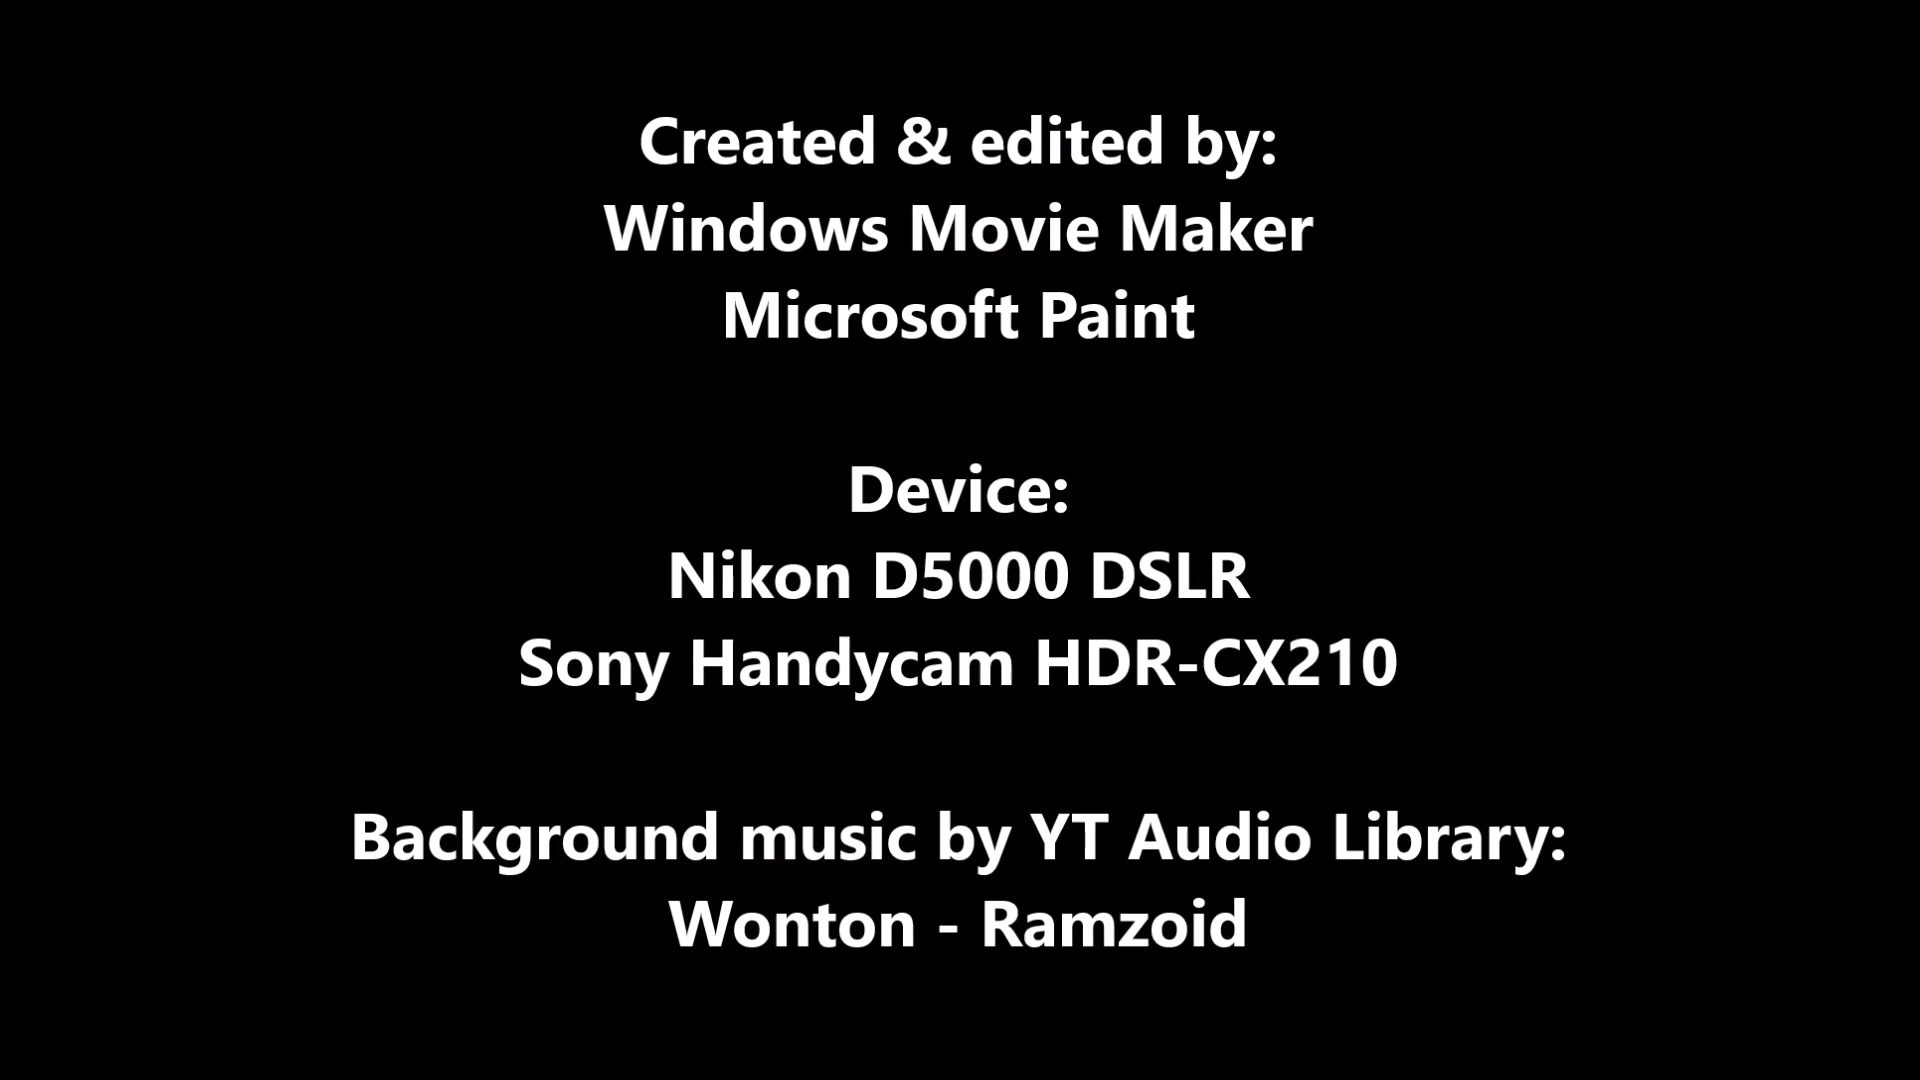 Created & edited by:
Windows Movie Maker
Microsoft Paint
Device:
Nikon D5000 DSLR
Sony Handycam HDR-CX210
Background music by YT Audio Library:
Wonton - Ramzoid